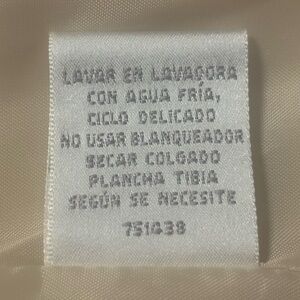 LAVAR EN LAVADORA
CON AGUA FRÍA,
CICLO DELICADO
NO USAR BLANQUEADOR
SECAR COLGADO
PLANCHA TIBIA
SEGÚN SE NECESITE
751438